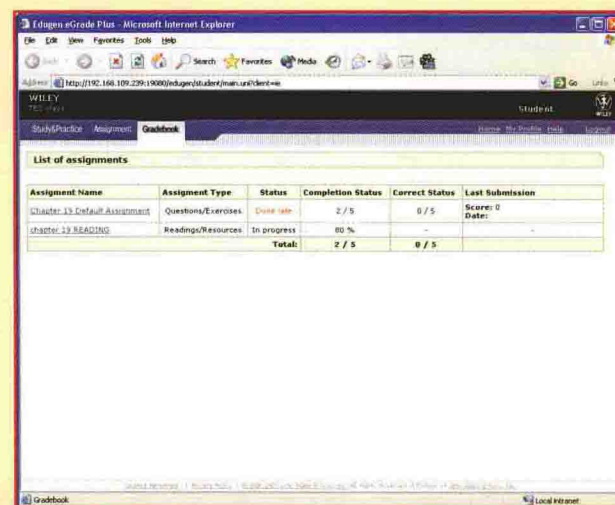 Edugen eGrade Plus - Microsoft Internet Explorer
File Edit View Favorites Tools Help
Back Search Favorites Media
Address http://192.168.109.239:19080/edugen/student/main.uni?client=ie Go Links
WILEY
Student
WILEY
Study&Practice Assignment Gradebook Home My Profile Help Logout
List of assignments
Assigment Name Assigment Type Status Completion Status Correct Status Last Submission
Chapter 19 Default Assignment Questions/Exercises Done late 2 / 5 0 / 5 Score: 0
Date:
chapter 19 READING Readings/Resources In progress 80 % - -
Total: 2 / 5 0 / 5
Gradebook Local intranet